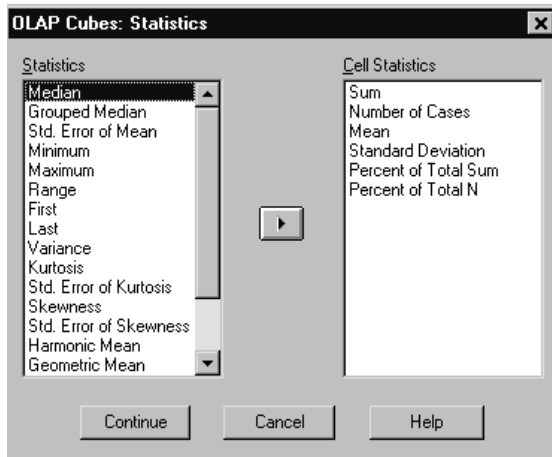 OLAP Cubes: Statistics
Statistics
Median
Grouped Median
Std. Error of Mean
Minimum
Maximum
Range
First
Last
Variance
Kurtosis
Std. Error of Kurtosis
Skewness
Std. Error of Skewness
Harmonic Mean
Geometric Mean
Cell Statistics
Sum
Number of Cases
Mean
Standard Deviation
Percent of Total Sum
Percent of Total N
Continue
Cancel
Help